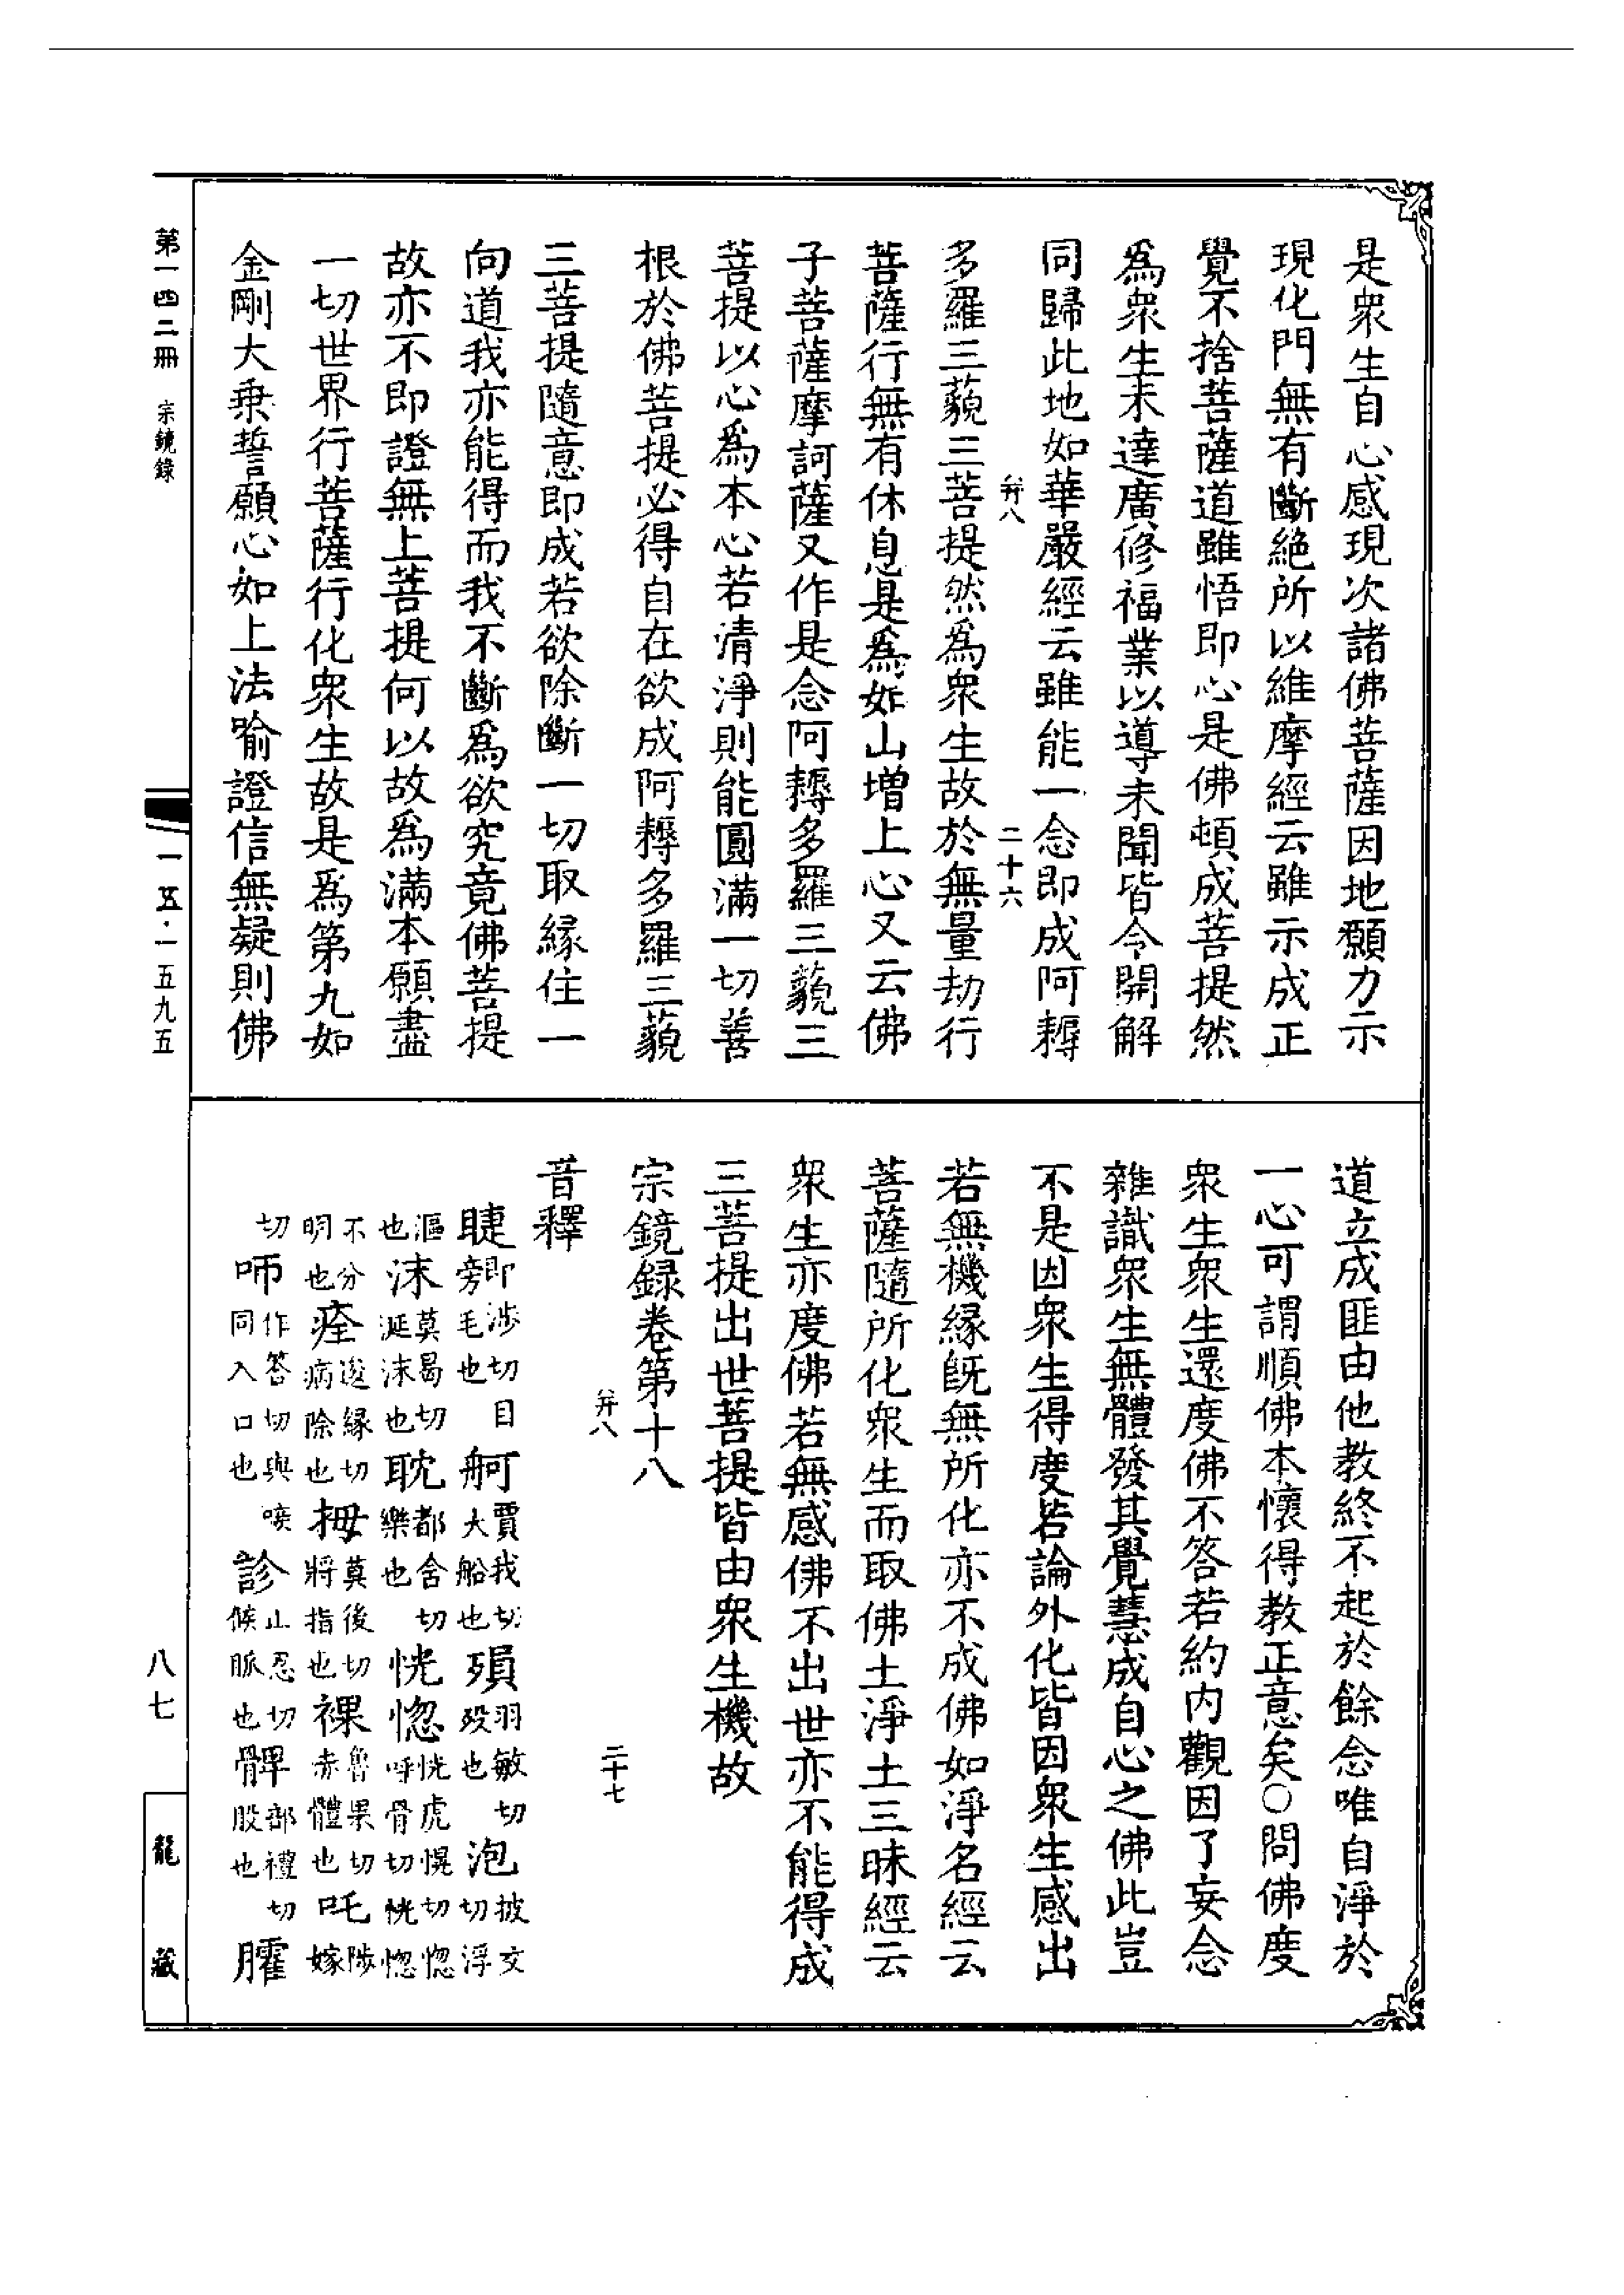 是衆生自心感現次諸佛菩薩因地願力示
現化門無有斷絶所以維摩經云雖示成正
覺不捨菩薩道雖悟即心是佛頓成菩提然
爲衆生未達廣修福業以導未聞皆令開解
同歸此地如華嚴經云雖能一念即成阿耨
弁八 二十六
多羅三藐三菩提然爲衆生故於無量劫行
菩薩行無有休息是爲如山增上心又云佛
子菩薩摩訶薩又作是念阿耨多羅三藐三
菩提以心爲本心若清淨則能圓滿一切善
根於佛菩提必得自在欲成阿耨多羅三藐
三菩提隨意即成若欲除斷一切取縁住一
向道我亦能得而我不斷爲欲究竟佛菩提
故亦不即證無上菩提何以故爲滿本願盡
一切世界行菩薩行化衆生故是爲第九如
金剛大乗誓願心如上法喻證信無疑則佛
道立成匪由他教終不起於餘念唯自淨於
一心可謂順佛本懷得教正意矣○問佛度
衆生衆生還度佛不答若約内觀因了妄念
雜識衆生無體發其覺慧成自心之佛此豈
不是因衆生得度若論外化皆因衆生感出
若無機縁既無所化亦不成佛如淨名經云
菩薩隨所化衆生而取佛土淨土三昧經云
衆生亦度佛若無感佛不出世亦不能得成
三菩提出世菩提皆由衆生機故
宗鏡録卷第十八
弁八 二十七
音釋
睫即涉切目旁毛也 舸賈我切大船也 殞羽敏切殁也 泡披交切浮
漚也 沫莫曷切涎沫也 耽都含切樂也 恍惚恍虎愰切惚呼骨切恍惚
不分明也 痊逡縁切病除也 拇莫後切將指也 裸魯果切赤體也 吒陟嫁
切 咂作答切與同入口也 診止忍切候脈也 髀部禮切股也 臛
第一四二冊 宗鏡錄
一五·一五九五
八七
龍藏